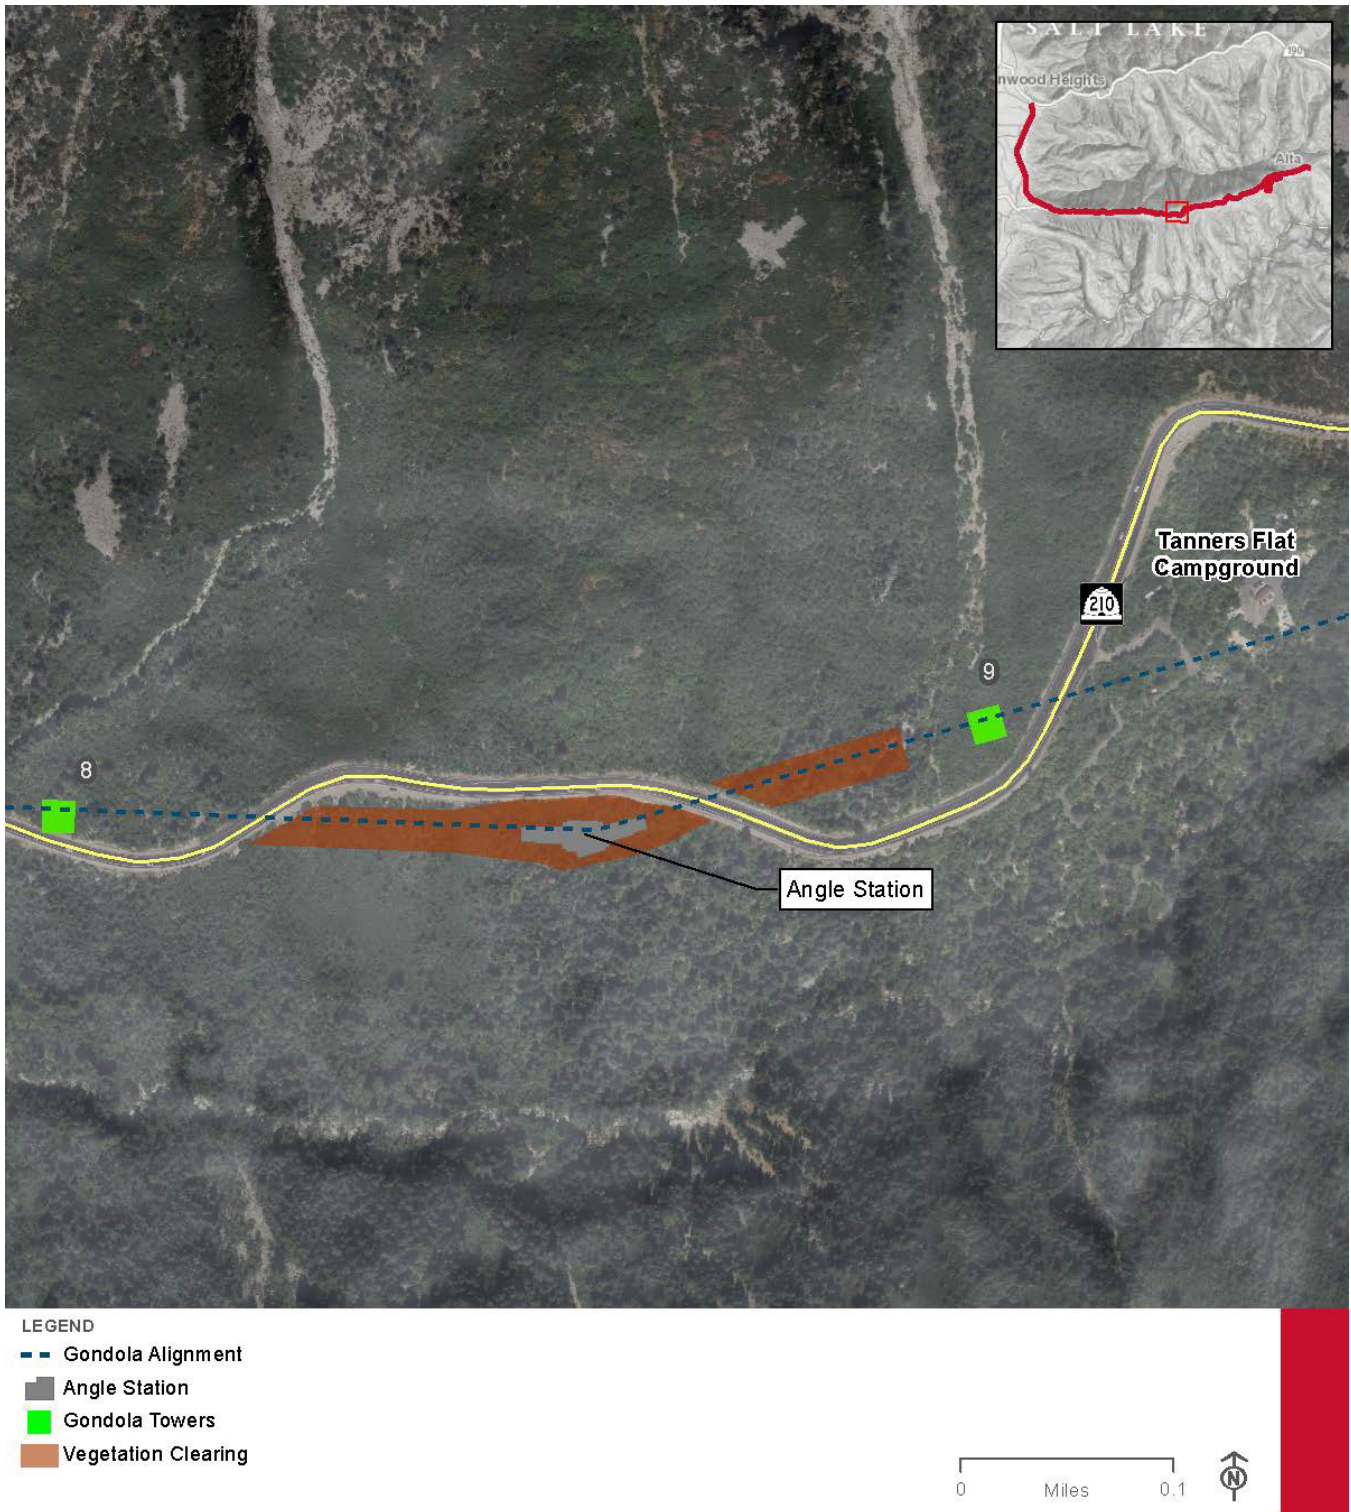 SALT LAKE
190
nwood Heights
Alta
Tanners Flat
Campground
210
9
8
Angle Station
LEGEND
Gondola Alignment
Angle Station
Gondola Towers
Vegetation Clearing
0 Miles 0.1
N